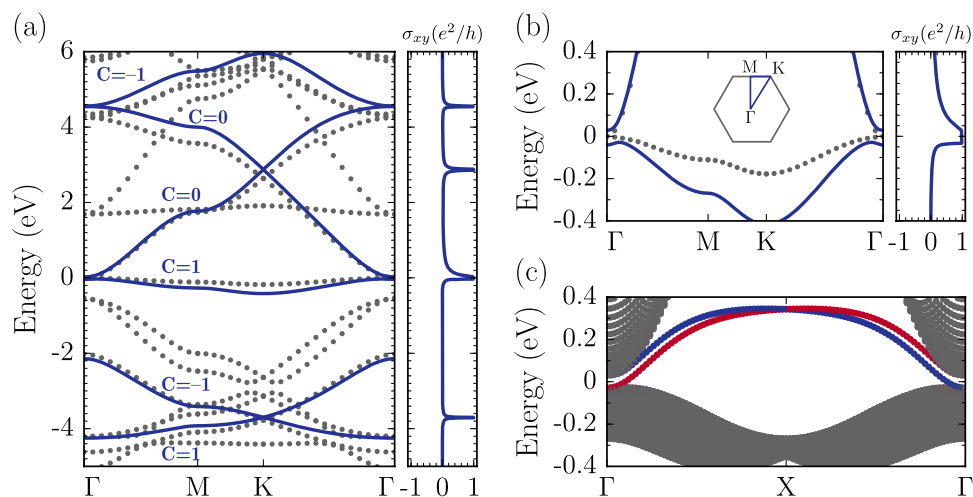 (a)
σxy(e²/h)
Energy (eV)
6
4
2
0
-2
-4
C=–1
C=0
C=0
C=1
C=–1
C=1
Γ M K Γ
-1 0 1
(b)
σxy(e²/h)
Energy (eV)
0.4
0.2
0
-0.2
-0.4
M K
Γ
Γ M K Γ
-1 0 1
(c)
Energy (eV)
0.4
0.2
0
-0.2
-0.4
Γ X Γ